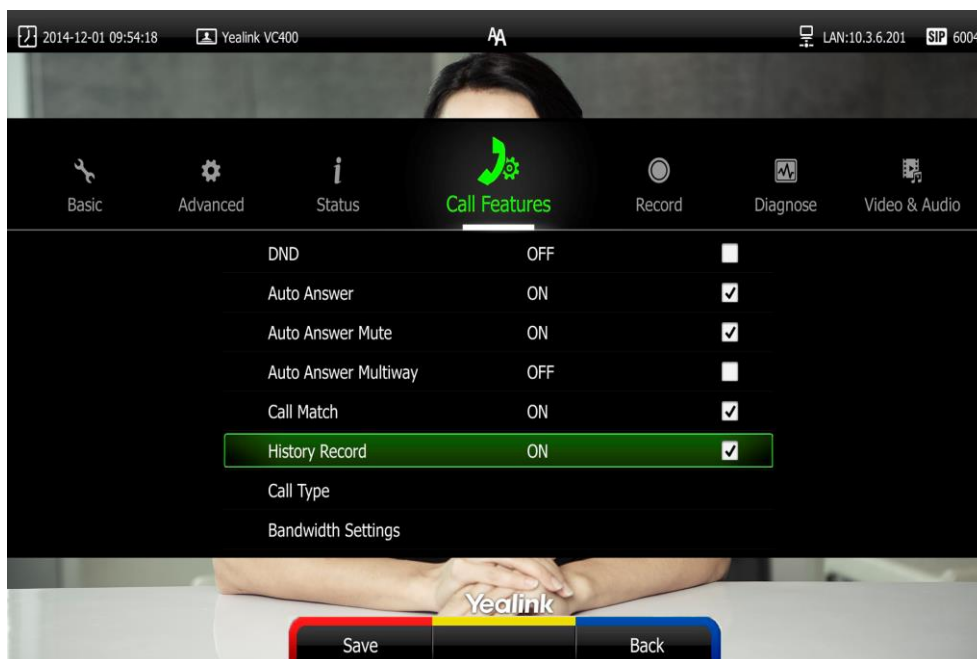 2014-12-01 09:54:18 Yealink VC400 AA LAN:10.3.6.201 SIP 6004
Basic Advanced Status Call Features Record Diagnose Video & Audio
DND OFF
Auto Answer ON
Auto Answer Mute ON
Auto Answer Multiway OFF
Call Match ON
History Record ON
Call Type
Bandwidth Settings
Yealink
Save Back